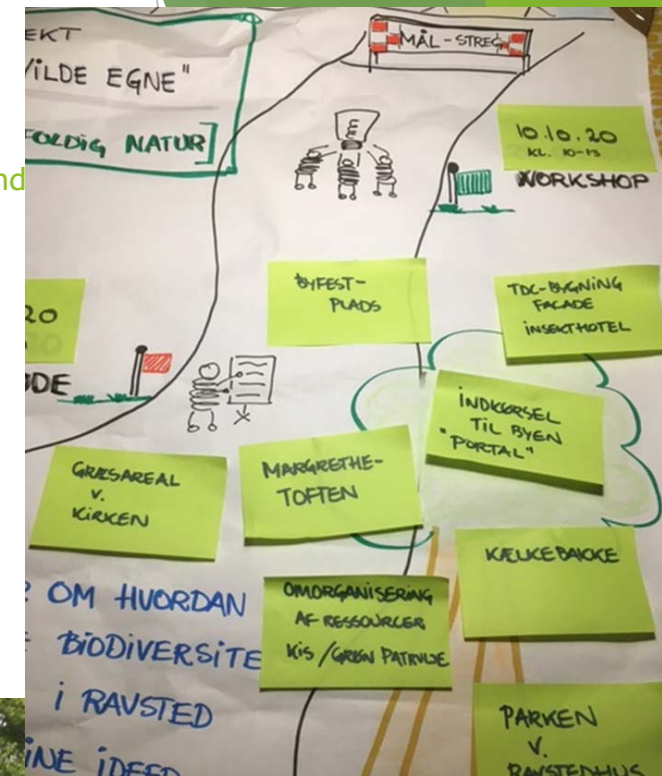 EKT
VILDE EGNE"
FOLDIG NATUR]
nd
MÅL-STREG
10.10.20
KL. 10-13
WORKSHOP
BYFEST-
PLADS
TDC-BYGNING
FACADE
INSEKTHOTEL
20
DE
INDKØRSEL
TIL BYEN
"PORTAL"
GRÆSAREAL
V.
KIRKEN
MARGRETHE-
TOFTEN
KÆLKEBAKKE
OMORGANISERING
AF RESSOURCER
KIS / GRØN PATRULJE
OM HVORDAN
BIODIVERSITE
I RAVSTED
INE IDEER
PARKEN
V.
RAVSTEDHUS